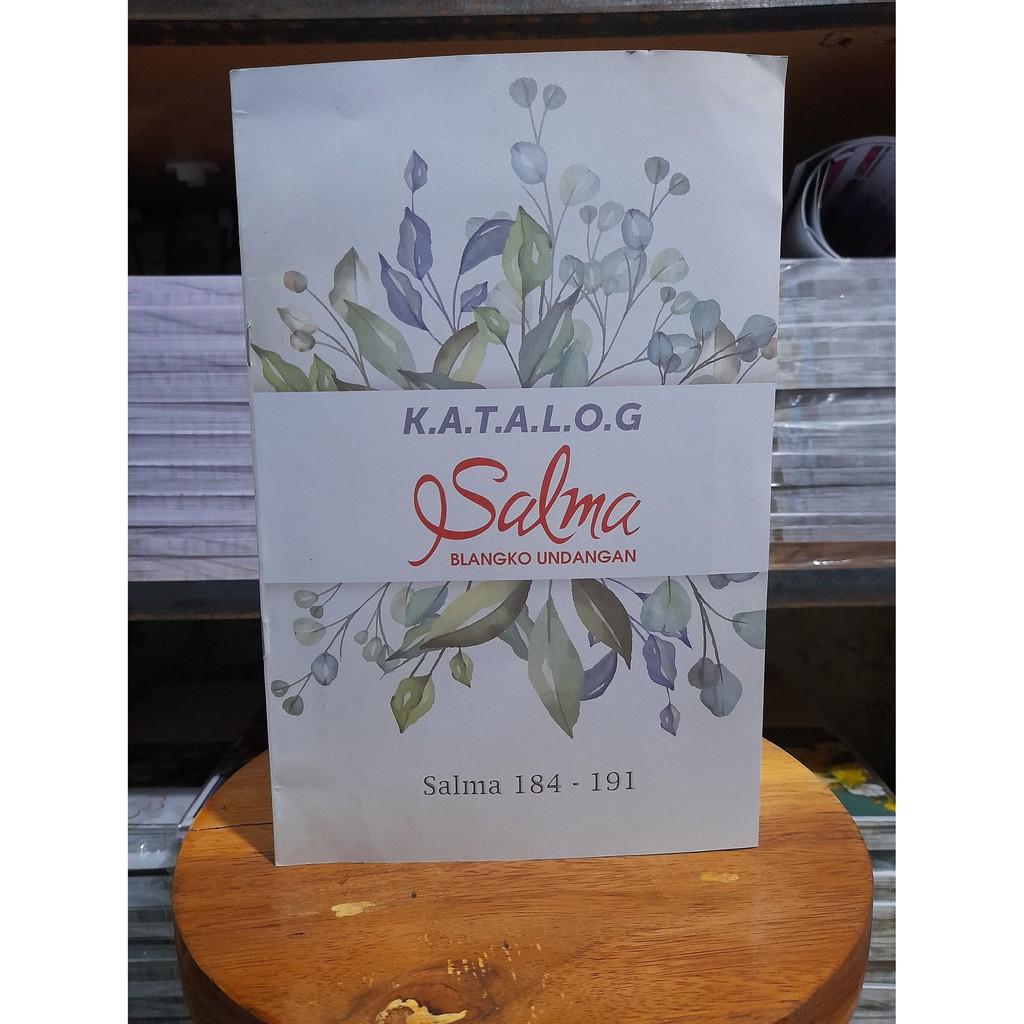 K.A.T.A.L.O.G
Salma
BLANGKO UNDANGAN
Salma 184 - 191